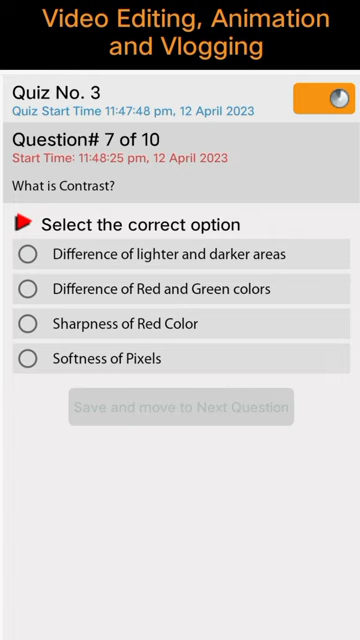 Video Editing, Animation
and Vlogging
Quiz No. 3
Quiz Start Time 11:47:48 pm, 12 April 2023
Question# 7 of 10
Start Time: 11:48:25 pm, 12 April 2023
What is Contrast?
Select the correct option
Difference of lighter and darker areas
Difference of Red and Green colors
Sharpness of Red Color
Softness of Pixels
Save and move to Next Question